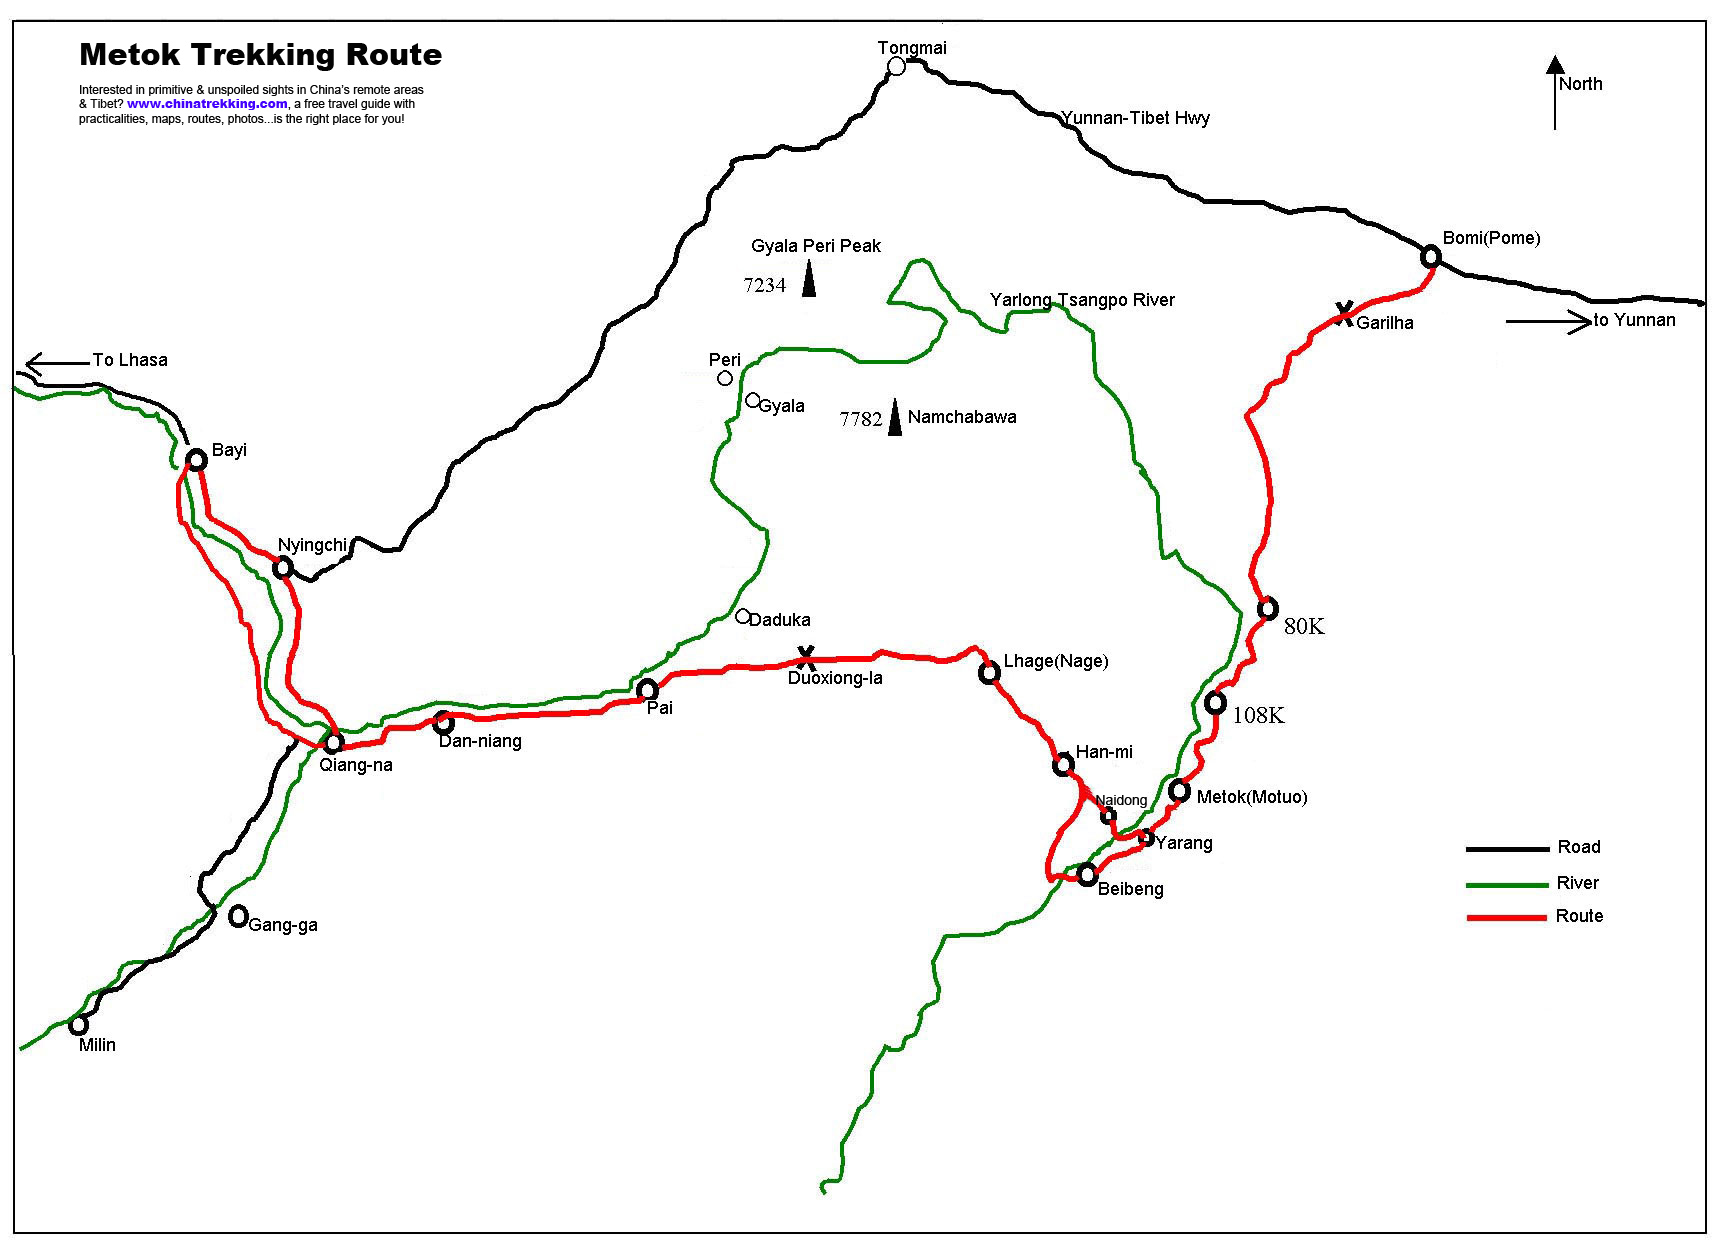 Metok Trekking Route
Interested in primitive & unspoiled sights in China's remote areas
& Tibet? www.chinatrekking.com, a free travel guide with
practicalities, maps, routes, photos...is the right place for you!
Tongmai
North
Yunnan-Tibet Hwy
Bomi(Pome)
Gyala Peri Peak
7234
Yarlong Tsangpo River
Garilha
to Yunnan
To Lhasa
Peri
Gyala
7782
Namchabawa
Bayi
Nyingchi
Daduka
80K
Lhage(Nage)
Duoxiong-la
Pai
108K
Dan-niang
Qiang-na
Han-mi
Naidong
Metok(Motuo)
Yarang
Beibeng
Road
River
Route
Gang-ga
Milin